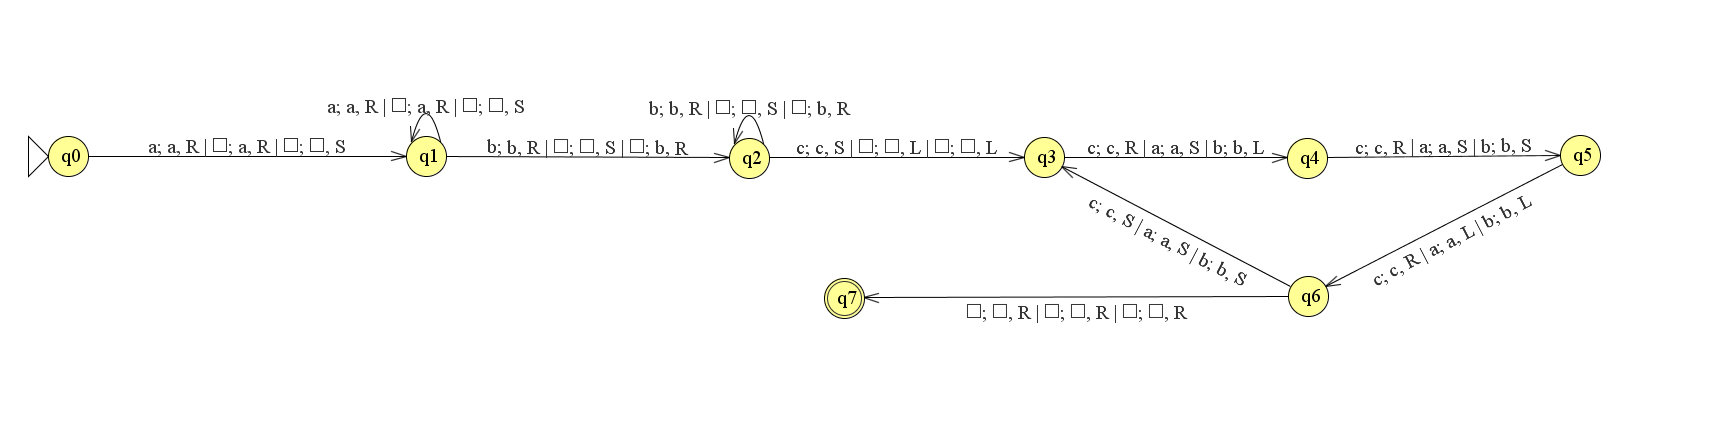 a; a, R | □; a, R | □; □, S
b; b, R | □; □, S | □; b, R
q0
a; a, R | □; a, R | □; □, S
q1
b; b, R | □; □, S | □; b, R
q2
c; c, S | □; □, L | □; □, L
q3
c; c, R | a; a, S | b; b, L
q4
c; c, R | a; a, S | b; b, S
q5
c; c, S | a; a, S | b; b, S
c; c, R | a; a, L | b; b, L
q7
□; □, R | □; □, R | □; □, R
q6